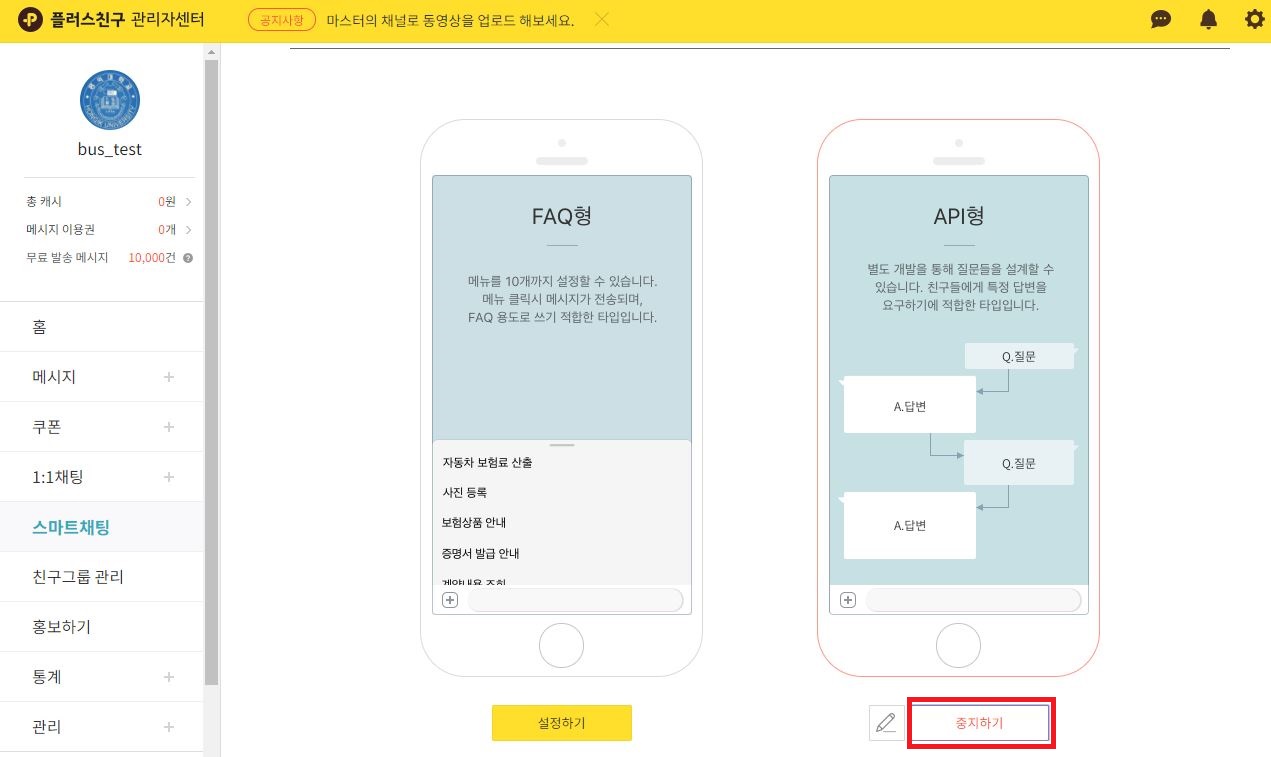 플러스친구 관리자센터
공지사항 마스터의 채널로 동영상을 업로드 해보세요.
bus_test
총 캐시 0원
메시지 이용권 0개
무료 발송 메시지 10,000건
홈
메시지
쿠폰
1:1채팅
스마트채팅
친구그룹 관리
홍보하기
통계
관리
FAQ형
메뉴를 10개까지 설정할 수 있습니다.
메뉴 클릭시 메시지가 전송되며,
FAQ 용도로 쓰기 적합한 타입입니다.
자동차 보험료 산출
사진 등록
보험상품 안내
증명서 발급 안내
계약내용 조회
설정하기
API형
별도 개발을 통해 질문들을 설계할 수
있습니다. 친구들에게 특정 답변을
요구하기에 적합한 타입입니다.
Q.질문
A.답변
Q.질문
A.답변
중지하기